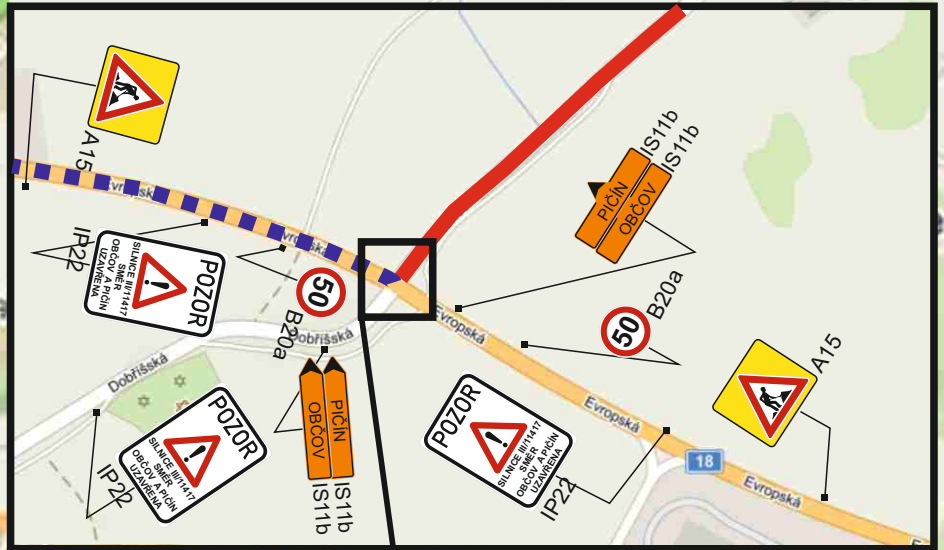 A15
Evropská
IP22
POZOR
SILNICE III/11417
SMĚR
OBČOV A PIČÍN
UZAVŘENA
Evropská
50
B20a
Dobříšská
Dobříšská
IP22
POZOR
SILNICE III/11417
SMĚR
OBČOV A PIČÍN
UZAVŘENA
OBČOV
PIČÍN
IS11b
IS11b
IS11b
IS11b
PIČÍN
OBČOV
Evropská
50
B20a
POZOR
SILNICE III/11417
SMĚR
OBČOV A PIČÍN
UZAVŘENA
IP22
Evropská
A15
18
Evropská